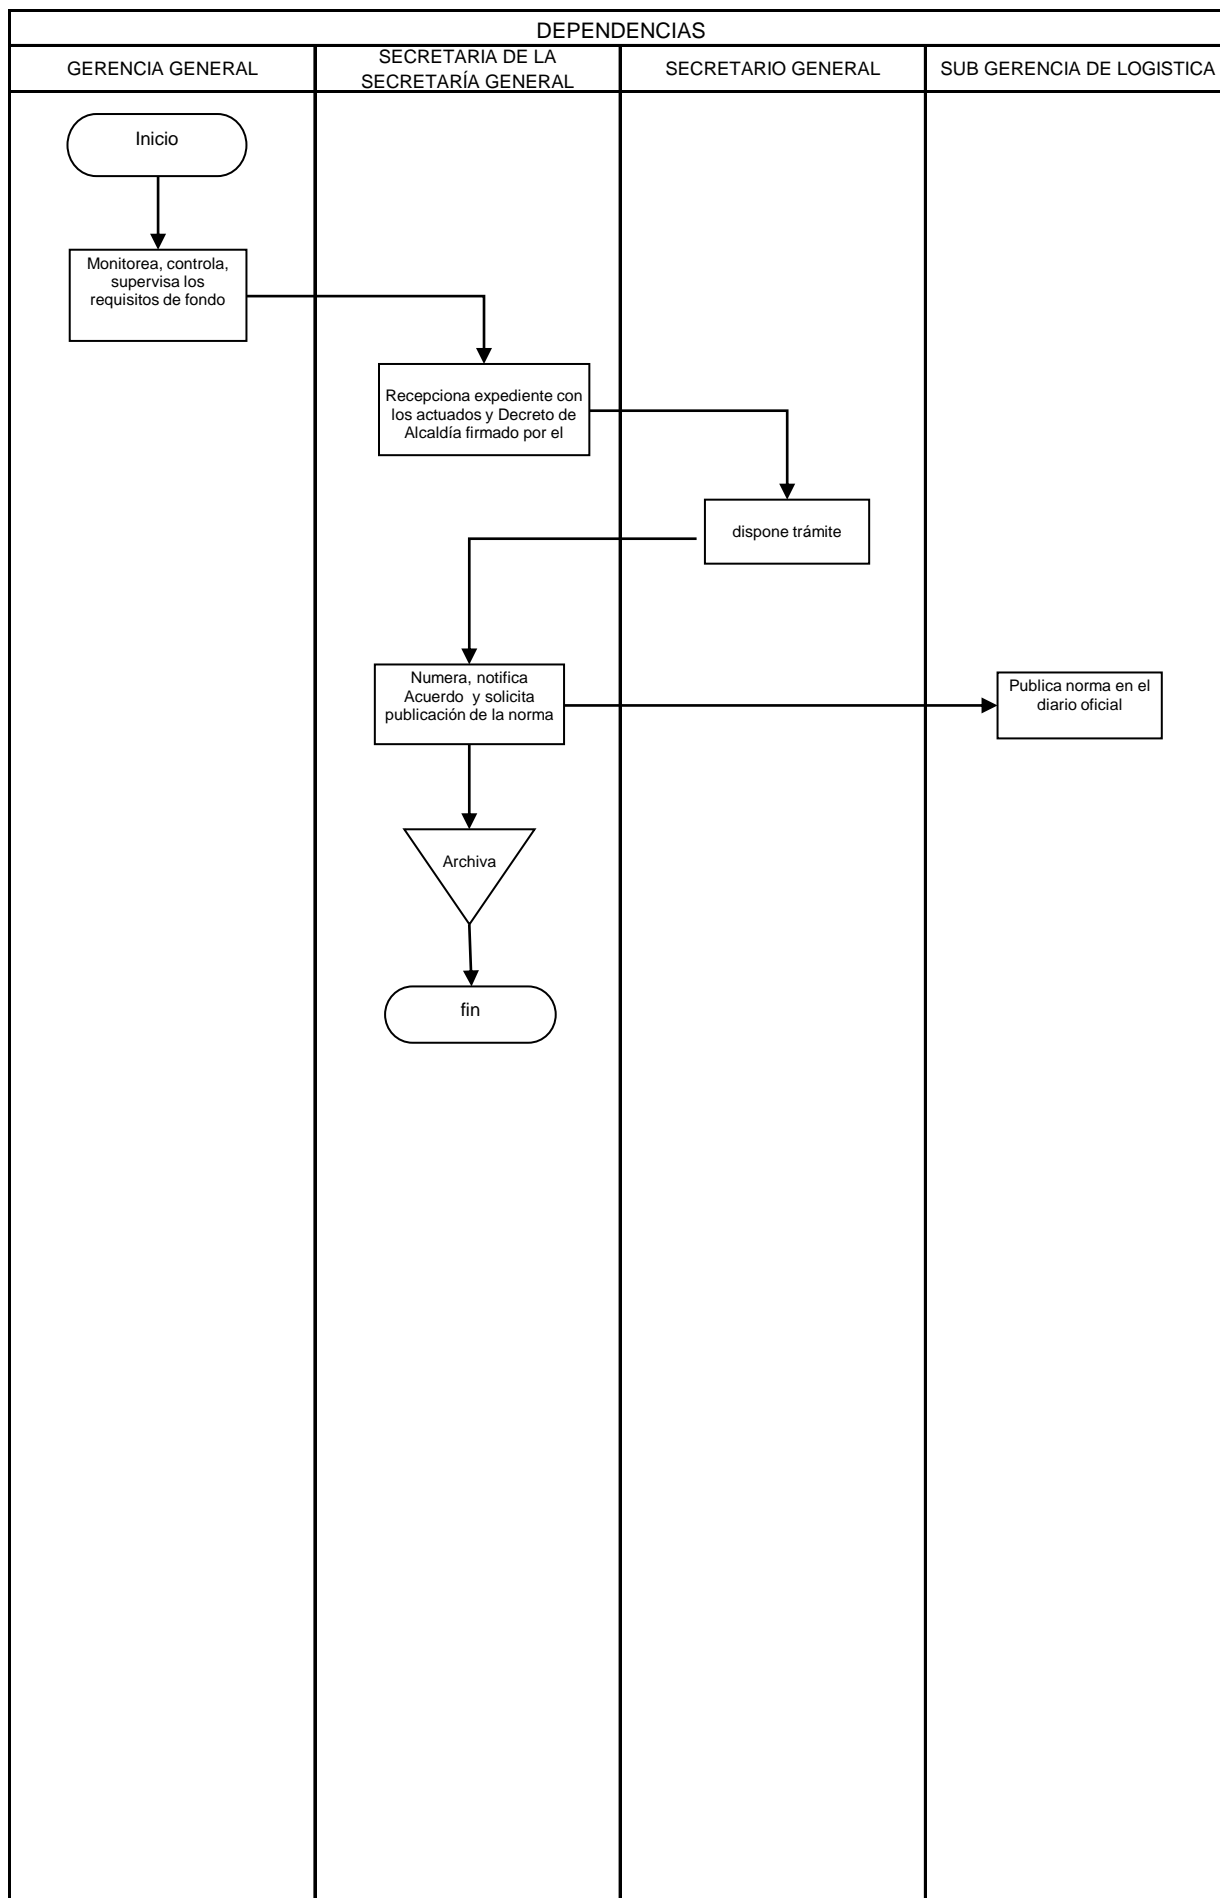 DEPENDENCIAS
GERENCIA GENERAL
SECRETARIA DE LA
SECRETARÍA GENERAL
SECRETARIO GENERAL
SUB GERENCIA DE LOGISTICA
Inicio
Monitorea, controla,
supervisa los
requisitos de fondo
Recepciona expediente con
los actuados y Decreto de
Alcaldía firmado por el
dispone trámite
Numera, notifica
Acuerdo y solicita
publicación de la norma
Publica norma en el
diario oficial
Archiva
fin